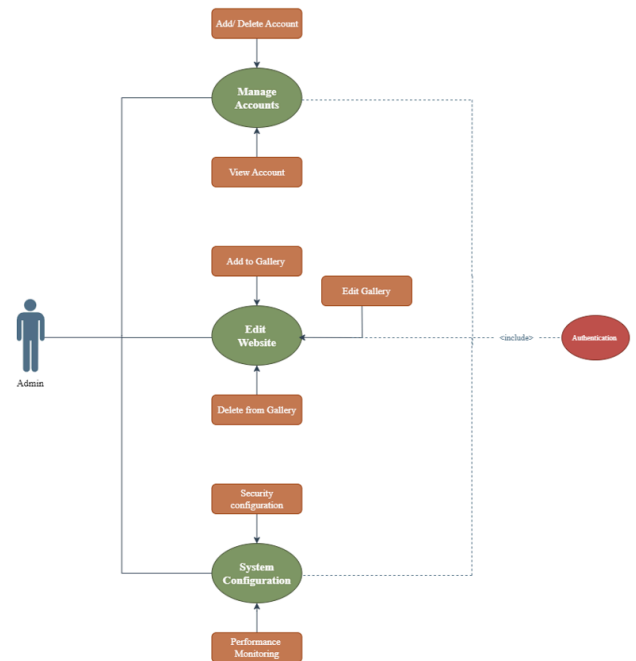 Add/ Delete Account
Manage
Accounts
View Account
Add to Gallery
Edit Gallery
Edit
Website
<include>
Authentication
Admin
Delete from Gallery
Security
configuration
System
Configuration
Performance
Monitoring